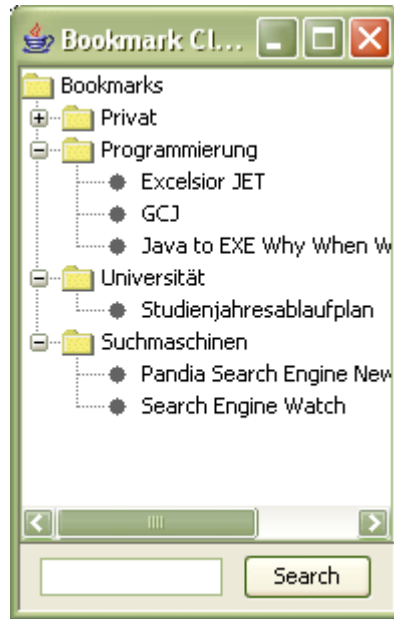 Bookmark Cl...
Bookmarks
Privat
Programmierung
Excelsior JET
GCJ
Java to EXE Why When W
Universität
Studienjahresablaufplan
Suchmaschinen
Pandia Search Engine New
Search Engine Watch
Search